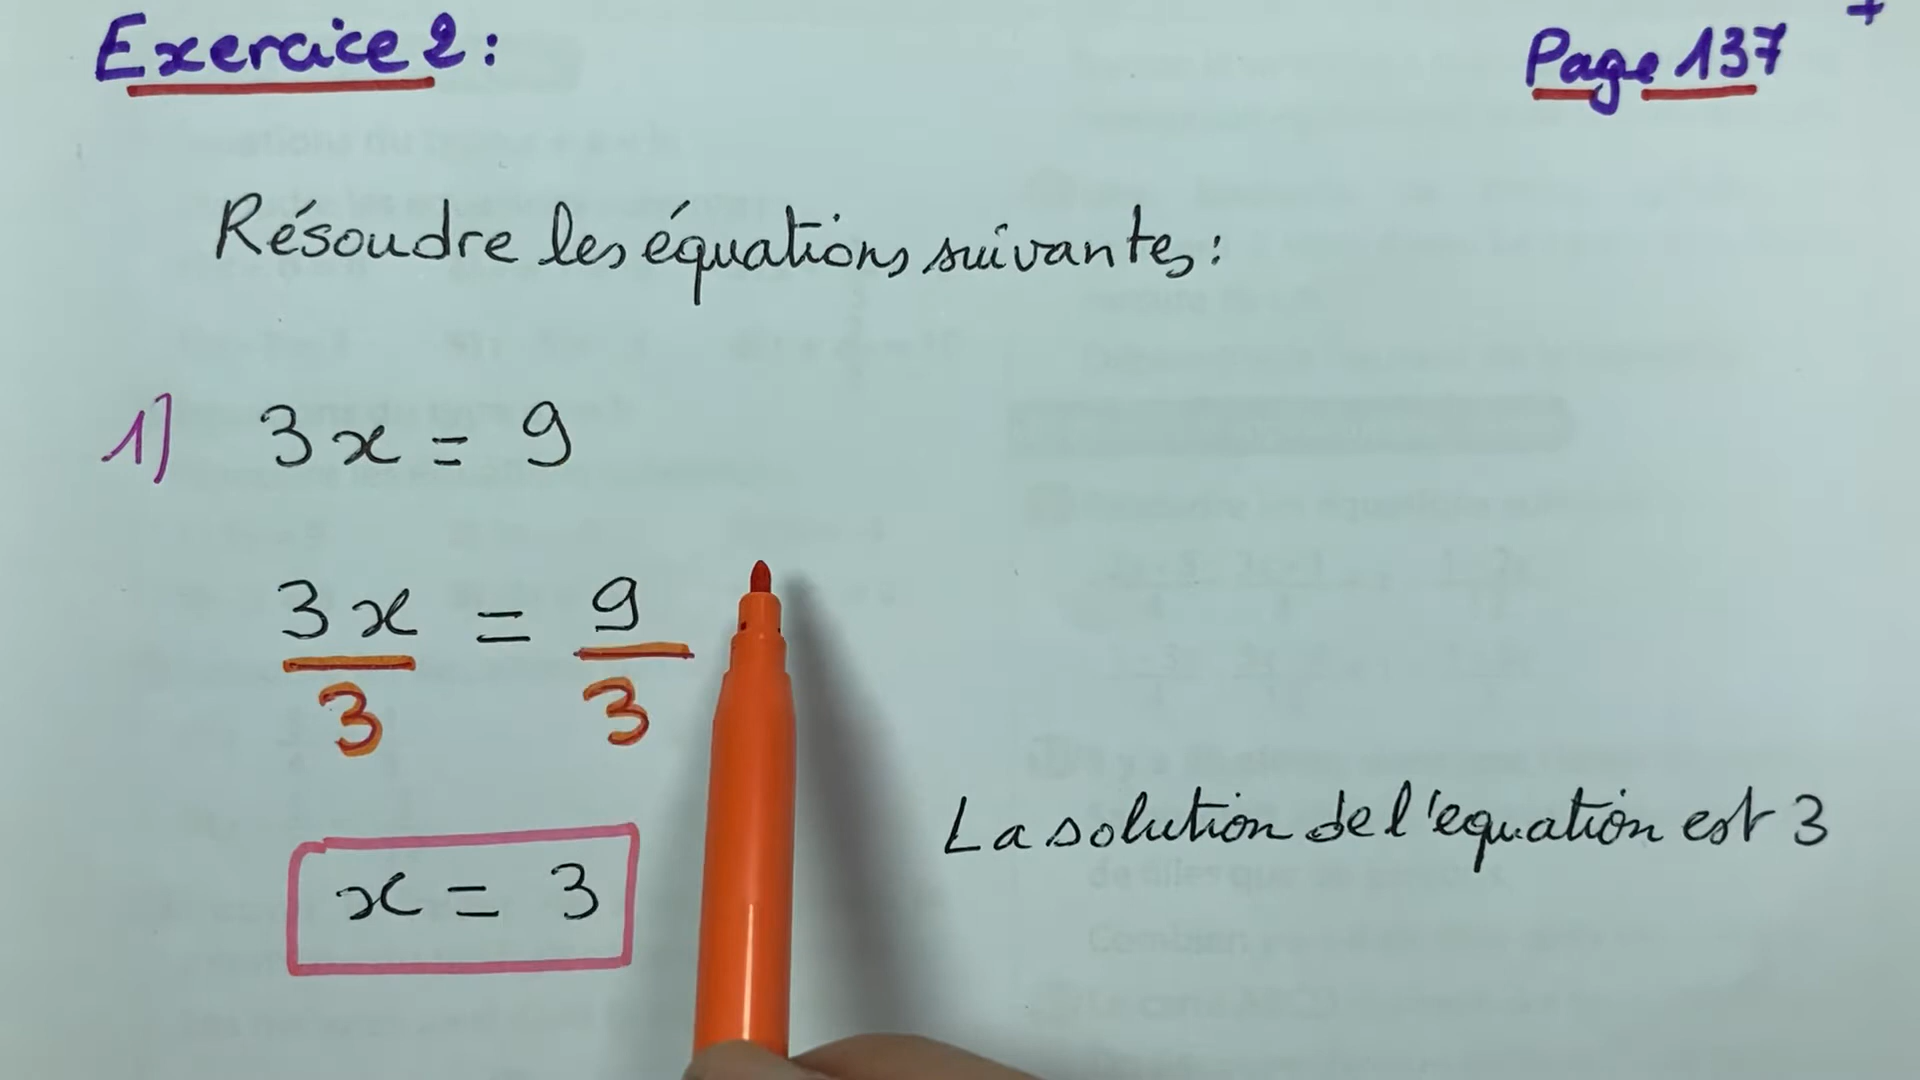 Exercice 2 : Page 137 +
Résoudre les équations suivantes :
1) 3x = 9
3x/3 = 9/3
x = 3
La solution de l'equation est 3